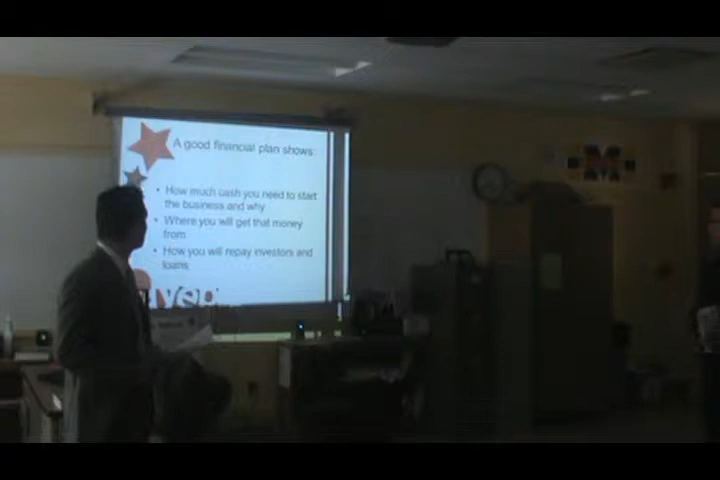 A good financial plan shows:
• How much cash you need to start
the business and why
• Where you will get that money
from
• How you will repay investors and
loans
M